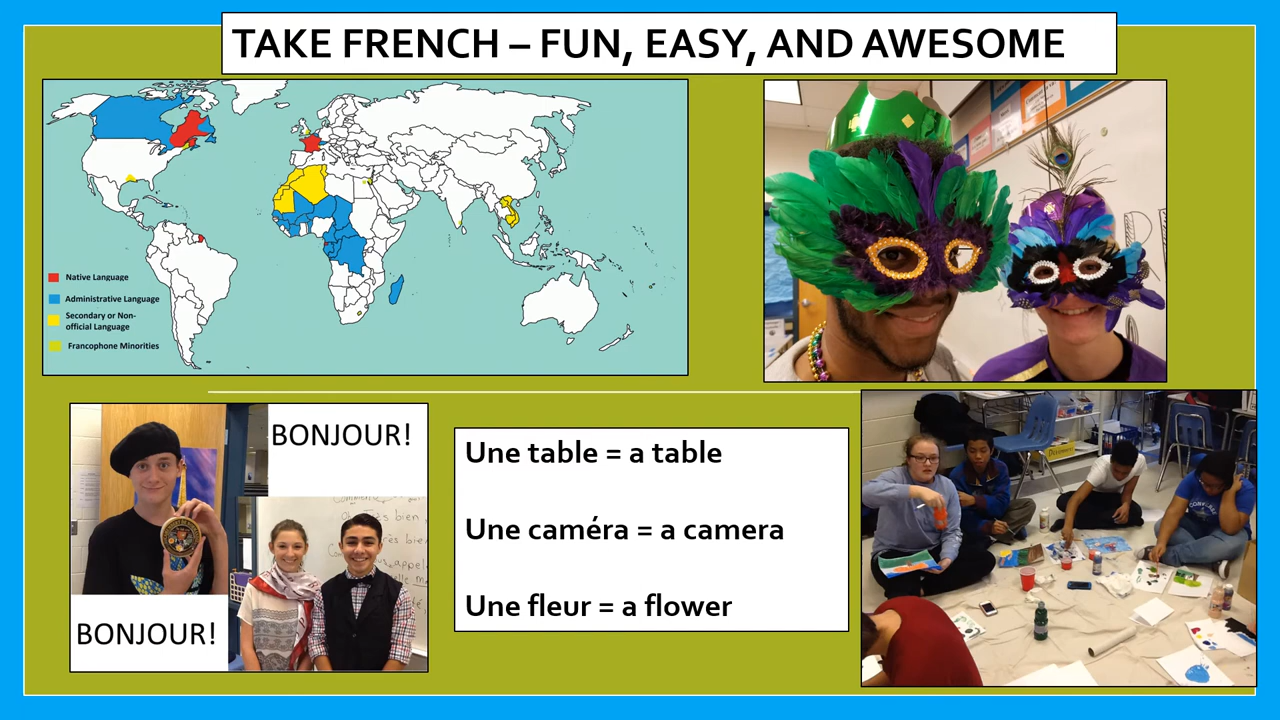 TAKE FRENCH – FUN, EASY, AND AWESOME
Native Language
Administrative Language
Secondary or Non-
official Language
Francophone Minorities
BONJOUR!
BONJOUR!
Une table = a table
Une caméra = a camera
Une fleur = a flower